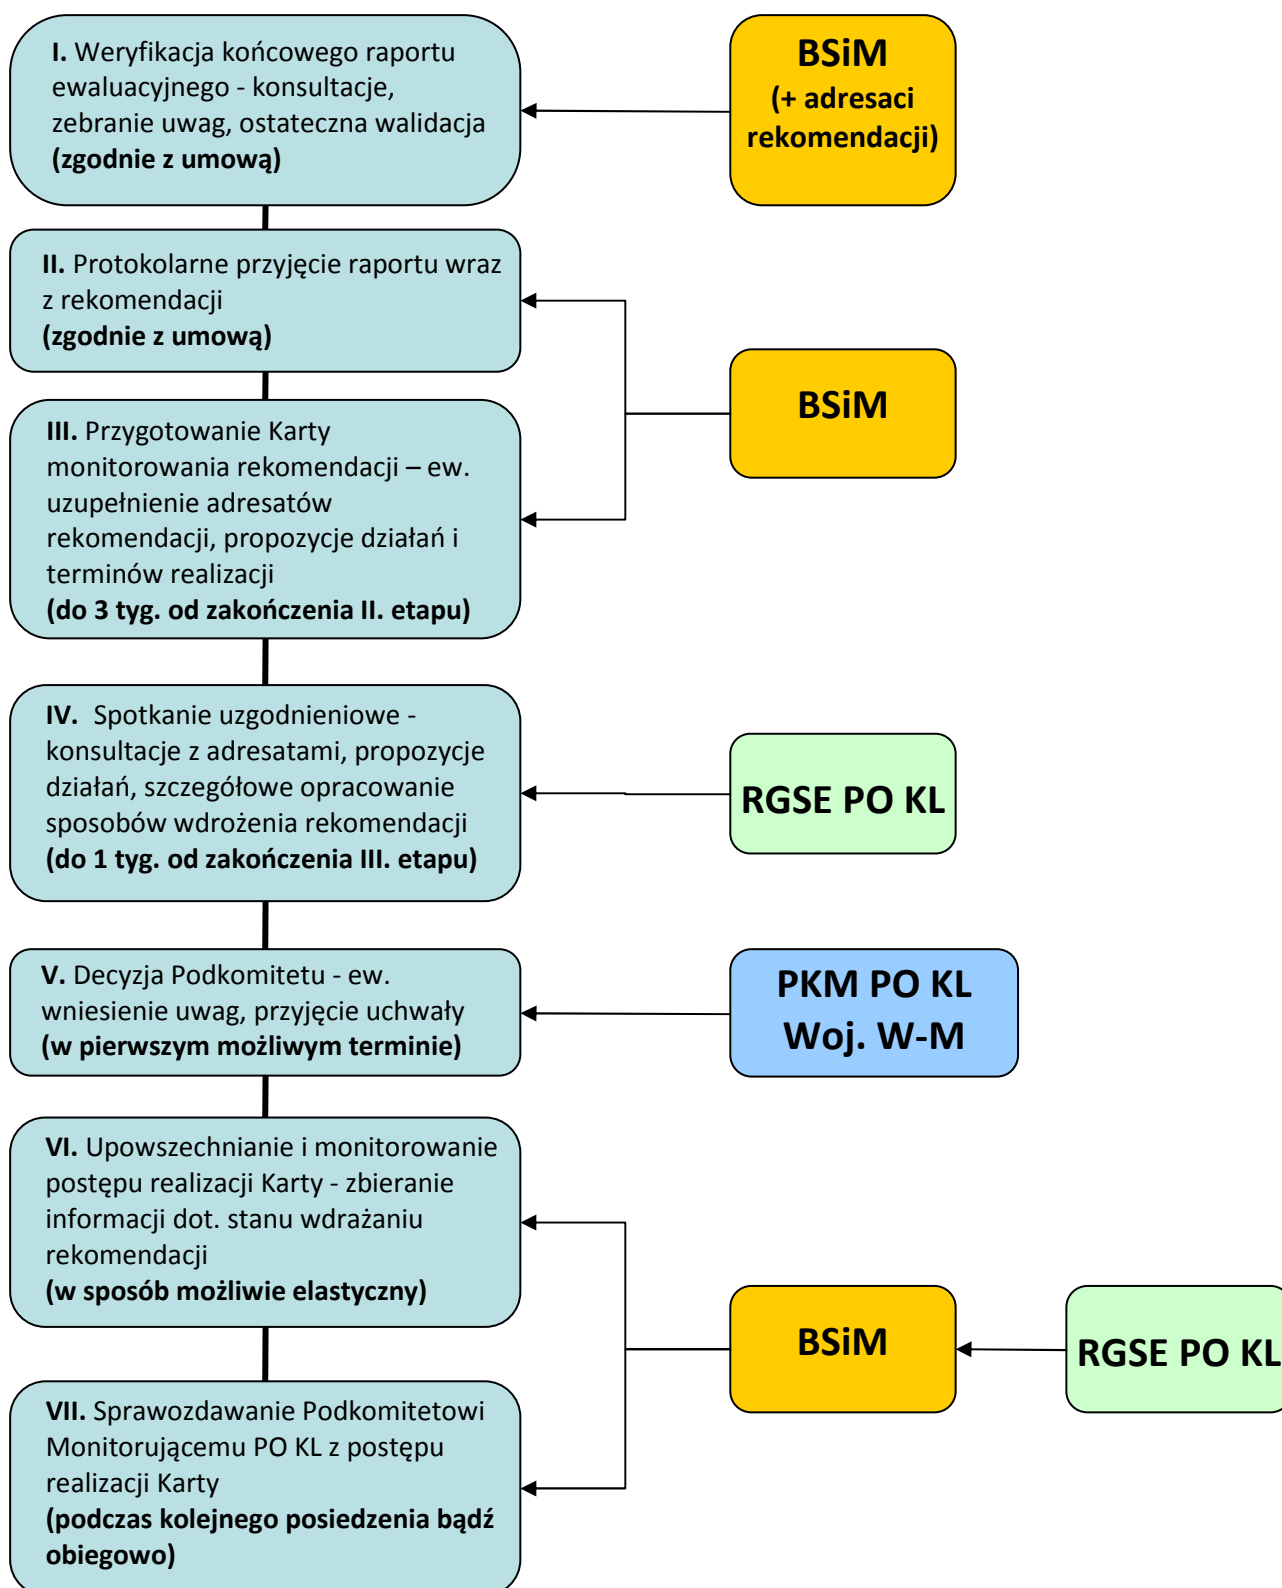 I. Weryfikacja końcowego raportu
ewaluacyjnego - konsultacje,
zebranie uwag, ostateczna walidacja
(zgodnie z umową)
BSiM
(+ adresaci
rekomendacji)
II. Protokolarne przyjęcie raportu wraz
z rekomendacji
(zgodnie z umową)
BSiM
III. Przygotowanie Karty
monitorowania rekomendacji – ew.
uzupełnienie adresatów
rekomendacji, propozycje działań i
terminów realizacji
(do 3 tyg. od zakończenia II. etapu)
IV. Spotkanie uzgodnieniowe -
konsultacje z adresatami, propozycje
działań, szczegółowe opracowanie
sposobów wdrożenia rekomendacji
(do 1 tyg. od zakończenia III. etapu)
RGSE PO KL
V. Decyzja Podkomitetu - ew.
wniesienie uwag, przyjęcie uchwały
(w pierwszym możliwym terminie)
PKM PO KL
Woj. W-M
VI. Upowszechnianie i monitorowanie
postępu realizacji Karty - zbieranie
informacji dot. stanu wdrażaniu
rekomendacji
(w sposób możliwie elastyczny)
BSiM
RGSE PO KL
VII. Sprawozdawanie Podkomitetowi
Monitorującemu PO KL z postępu
realizacji Karty
(podczas kolejnego posiedzenia bądź
obiegowo)